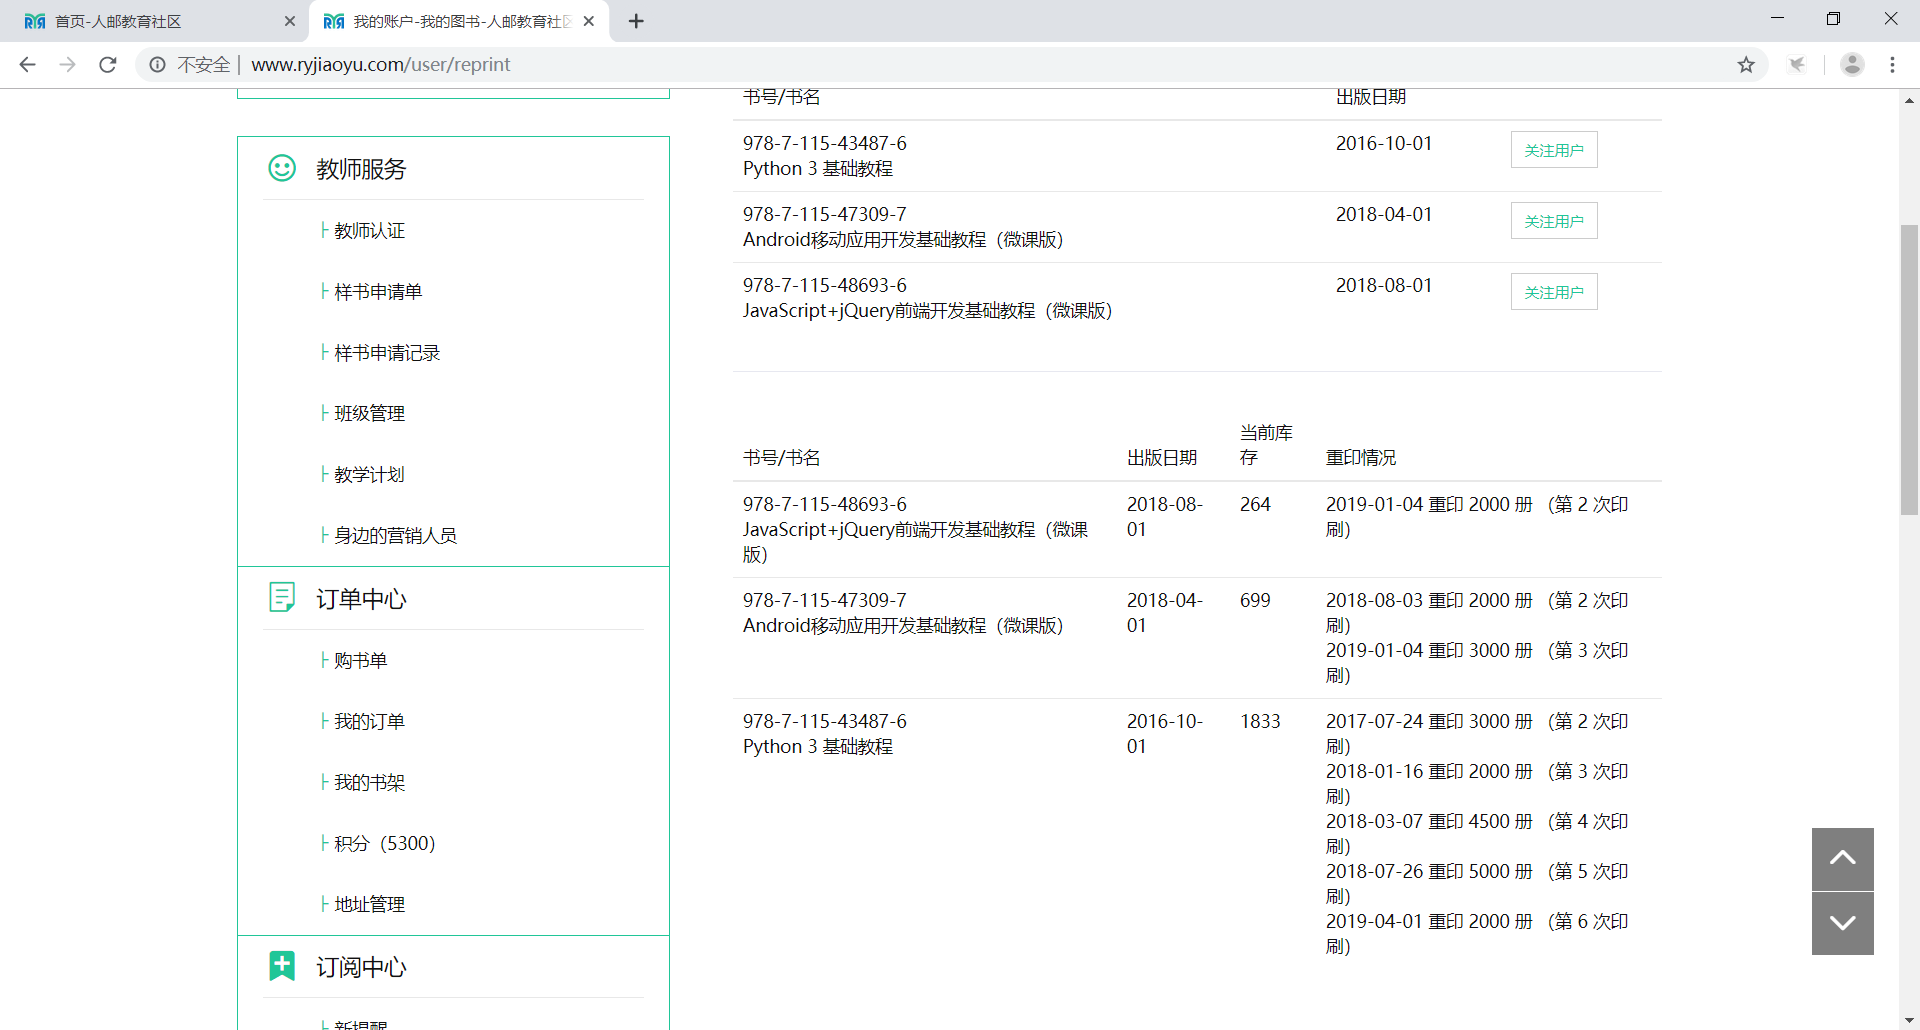 首页-人邮教育社区
我的账户-我的图书-人邮教育社区
不安全 | www.ryjiaoyu.com/user/reprint
教师服务
├ 教师认证
├ 样书申请单
├ 样书申请记录
├ 班级管理
├ 教学计划
├ 身边的营销人员
订单中心
├ 购书单
├ 我的订单
├ 我的书架
├ 积分（5300）
├ 地址管理
订阅中心
├ 新提醒
书号/书名 出版日期
978-7-115-43487-6 2016-10-01 关注用户
Python 3 基础教程
978-7-115-47309-7 2018-04-01 关注用户
Android移动应用开发基础教程（微课版）
978-7-115-48693-6 2018-08-01 关注用户
JavaScript+jQuery前端开发基础教程（微课版）
当前库
书号/书名 出版日期 存 重印情况
978-7-115-48693-6 2018-08- 264 2019-01-04 重印 2000 册 （第 2 次印
JavaScript+jQuery前端开发基础教程（微课 01 刷）
版）
978-7-115-47309-7 2018-04- 699 2018-08-03 重印 2000 册 （第 2 次印
Android移动应用开发基础教程（微课版） 01 刷）
2019-01-04 重印 3000 册 （第 3 次印
刷）
978-7-115-43487-6 2016-10- 1833 2017-07-24 重印 3000 册 （第 2 次印
Python 3 基础教程 01 刷）
2018-01-16 重印 2000 册 （第 3 次印
刷）
2018-03-07 重印 4500 册 （第 4 次印
刷）
2018-07-26 重印 5000 册 （第 5 次印
刷）
2019-04-01 重印 2000 册 （第 6 次印
刷）